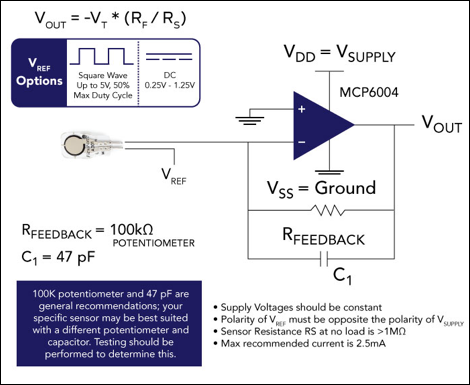 VOUT = -VT * (RF / RS)
VREF
Options
Square Wave
Up to 5V, 50%
Max Duty Cycle
DC
0.25V - 1.25V
VDD = VSUPPLY
MCP6004
+
−
VOUT
VREF
VSS = Ground
RFEEDBACK
C1
RFEEDBACK = 100kΩ
POTENTIOMETER
C1 = 47 pF
100K potentiometer and 47 pF are
general recommendations; your
specific sensor may be best suited
with a different potentiometer and
capacitor. Testing should be
performed to determine this.
• Supply Voltages should be constant
• Polarity of VREF must be opposite the polarity of VSUPPLY
• Sensor Resistance RS at no load is >1MΩ
• Max recommended current is 2.5mA